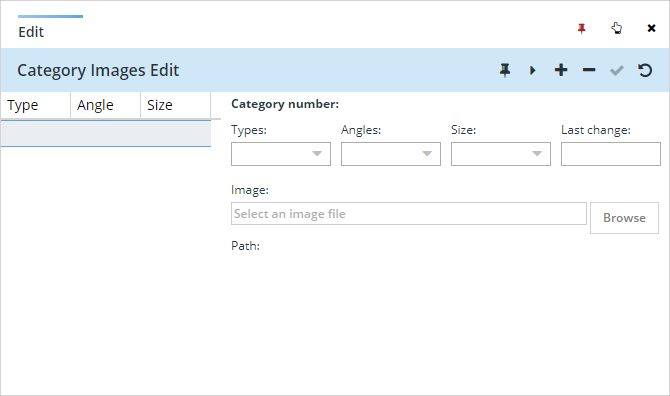 Edit
Category Images Edit
Type Angle Size
Category number:
Types: Angles: Size: Last change:
Image:
Select an image file Browse
Path: